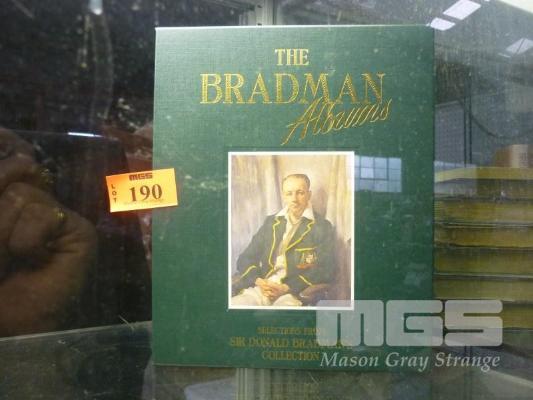 THE
BRADMAN
Albums
MGS
LOT
190
SELECTIONS FROM
SIR DONALD BRADMAN'S
COLLECTION
MGS
Mason Gray Strange